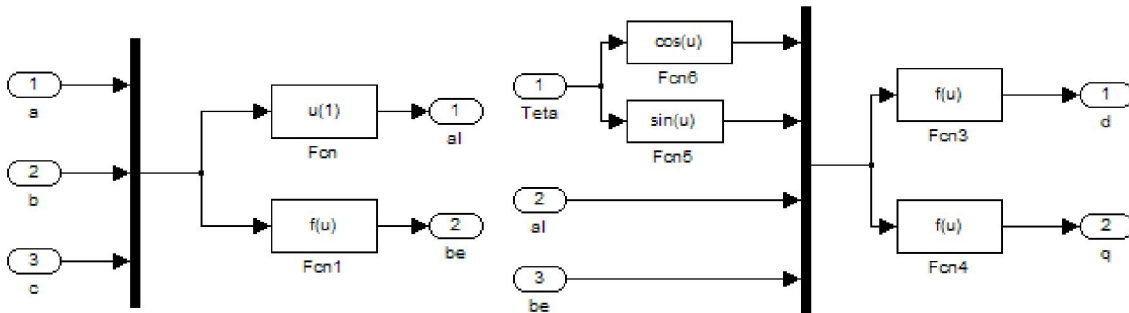 1
a
2
b
3
c
u(1)
Fcn
f(u)
Fcn1
1
al
2
be
1
Teta
cos(u)
Fcn6
sin(u)
Fcn5
2
al
3
be
f(u)
Fcn3
f(u)
Fcn4
1
d
2
q